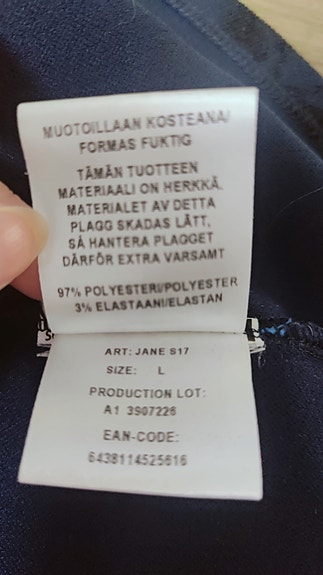 MUOTOILLAAN KOSTEANA/
FORMAS FUKTIG
TÄMÄN TUOTTEEN
MATERIAALI ON HERKKÄ.
MATERIALET AV DETTA
PLAGG SKADAS LÄTT,
SÅ HANTERA PLAGGET
DÄRFÖR EXTRA VARSAMT
97% POLYESTERI/POLYESTER
3% ELASTAANI/ELASTAN
ART: JANE S17
SIZE: L
PRODUCTION LOT:
A1 3907226
EAN-CODE:
6438114525616